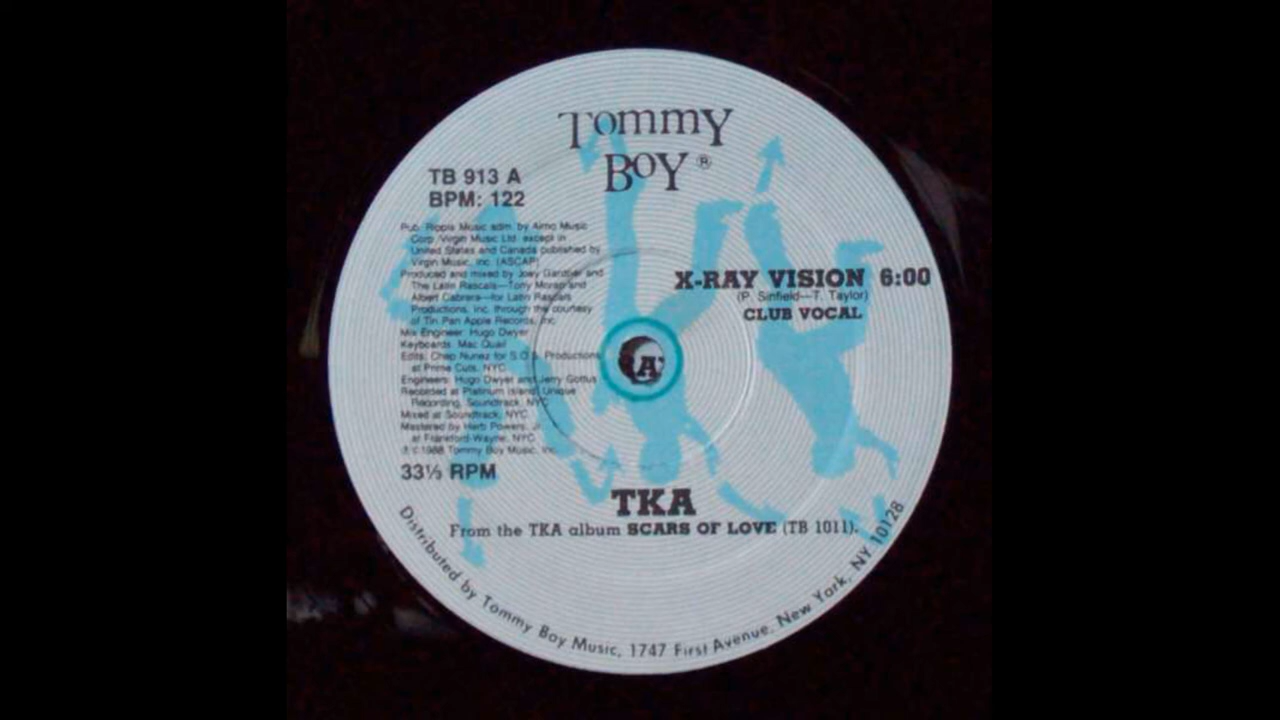 Tommy
Boy ®
TB 913 A
BPM: 122
Pub. Ripple Music adm. by Almo Music
Corp./Virgin Music Ltd. except in
United States and Canada published by
Virgin Music, Inc. (ASCAP)
Produced and mixed by Joey Gardner and
The Latin Rascals—Tony Moran and
Albert Cabrera—for Latin Rascals
Productions, Inc. through the courtesy
of Tin Pan Apple Records, Inc.
Mix Engineer: Hugo Dwyer
Keyboards: Mac Quail
Edits: Chep Nunez for S.O.S. Productions
at Prime Cuts, NYC
Engineers: Hugo Dwyer and Jerry Gottus
Recorded at Platinum Island, Unique
Recording, Soundtrack, NYC
Mixed at Soundtrack, NYC
Mastered by Herb Powers, Jr.
at Frankford-Wayne, NYC
℗ © 1988 Tommy Boy Music, Inc.
33⅓ RPM
X-RAY VISION 6:00
(P. Sinfield—T. Taylor)
CLUB VOCAL
TKA
From the TKA album SCARS OF LOVE (TB 1011).
Distributed by Tommy Boy Music, 1747 First Avenue, New York, NY 10128